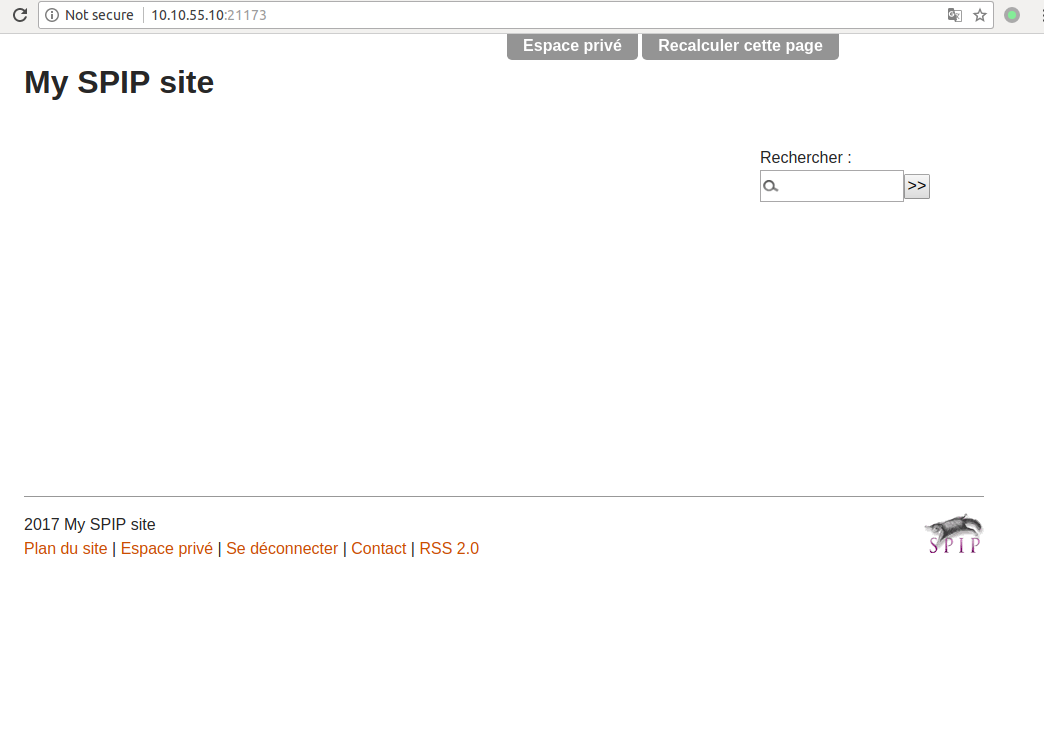 Not secure 10.10.55.10:21173
Espace privé Recalculer cette page
My SPIP site
Rechercher :
>>
2017 My SPIP site
Plan du site | Espace privé | Se déconnecter | Contact | RSS 2.0
SPIP